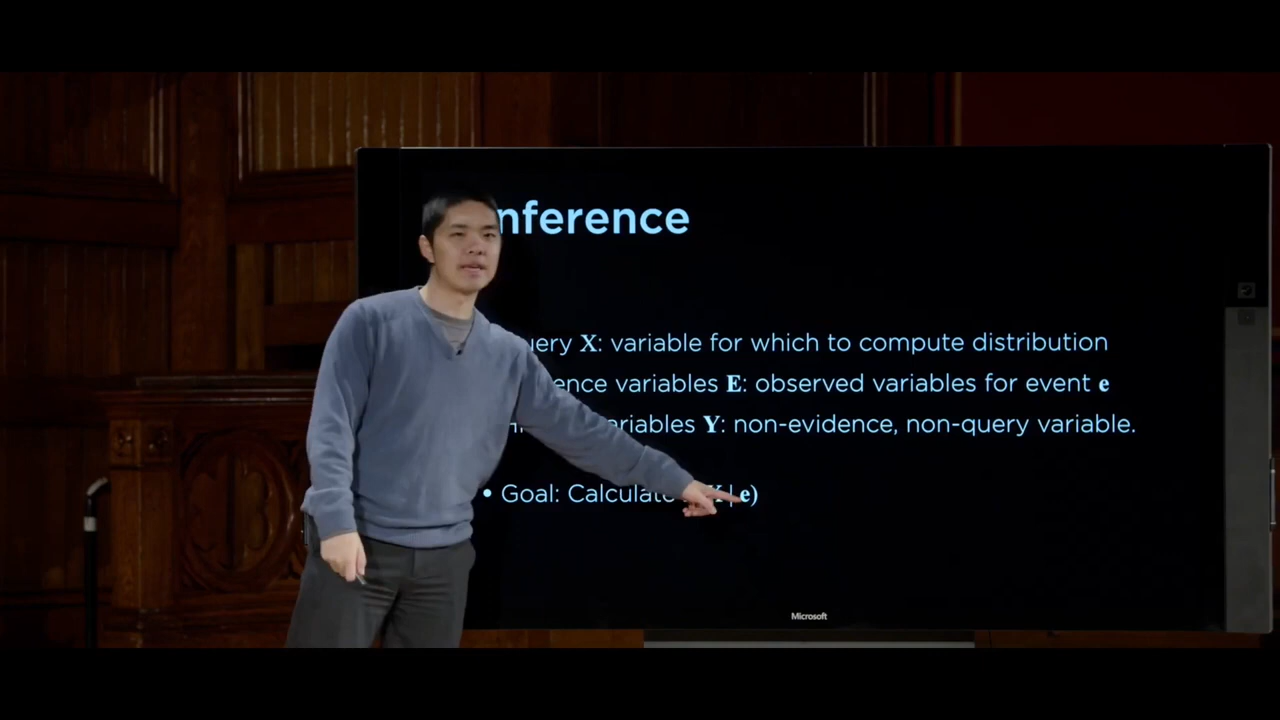 nference
uery X: variable for which to compute distribution
ence variables E: observed variables for event e
ariables Y: non-evidence, non-query variable.
• Goal: Calculate X | e)
Microsoft